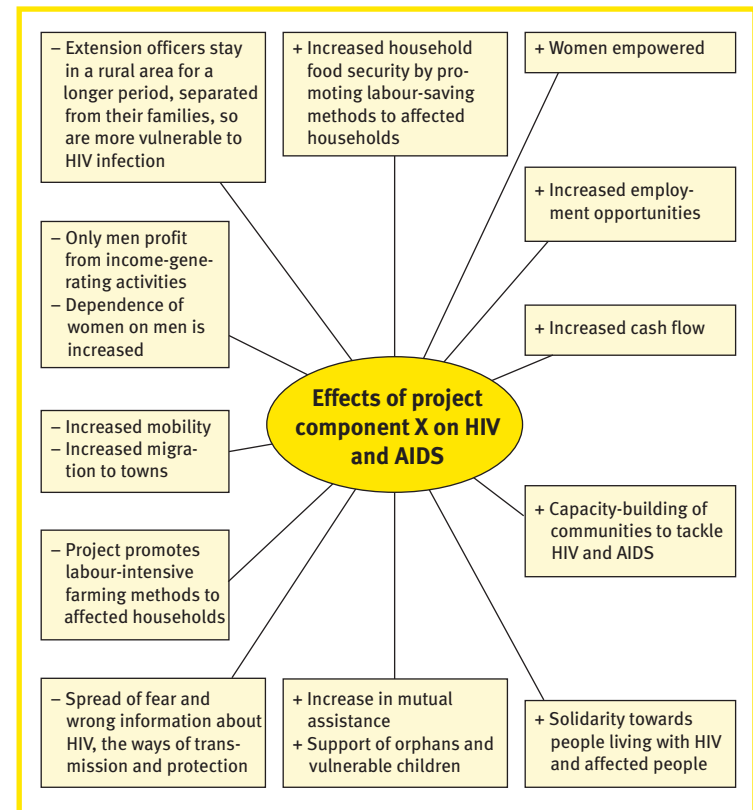 – Extension officers stay
in a rural area for a
longer period, separated
from their families, so
are more vulnerable to
HIV infection
+ Increased household
food security by pro-
moting labour-saving
methods to affected
households
+ Women empowered
+ Increased employ-
ment opportunities
– Only men profit
from income-gene-
rating activities
– Dependence of
women on men is
increased
+ Increased cash flow
Effects of project
component X on HIV
and AIDS
– Increased mobility
– Increased migra-
tion to towns
+ Capacity-building of
communities to tackle
HIV and AIDS
– Project promotes
labour-intensive
farming methods to
affected households
– Spread of fear and
wrong information about
HIV, the ways of trans-
mission and protection
+ Increase in mutual
assistance
+ Support of orphans and
vulnerable children
+ Solidarity towards
people living with HIV
and affected people